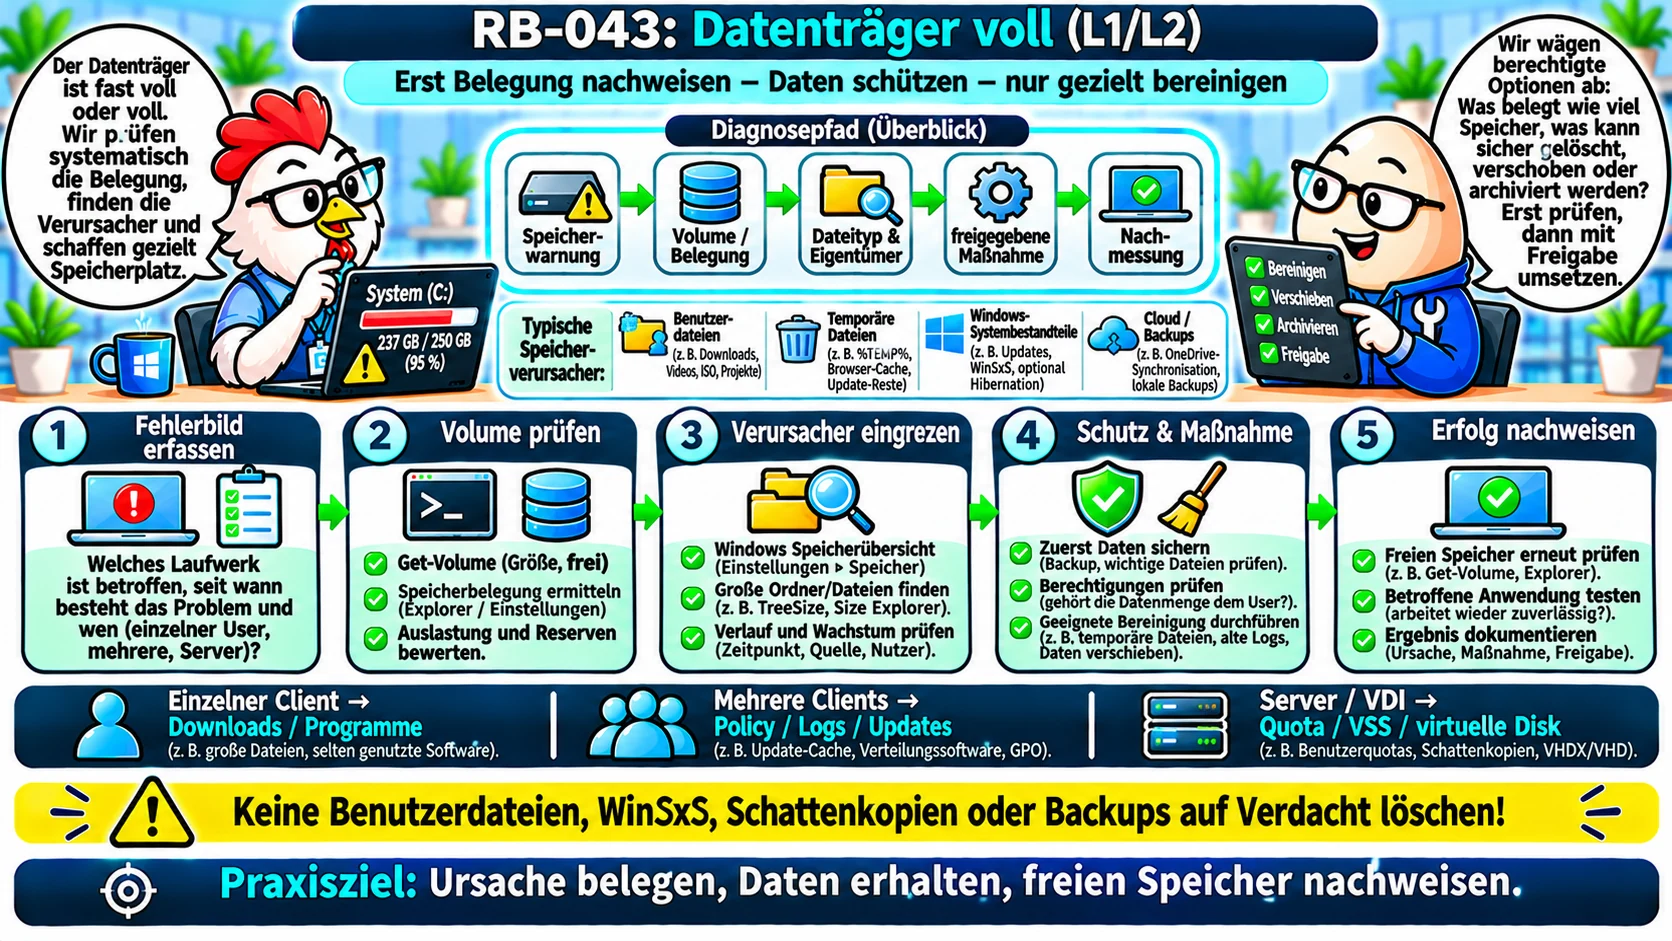 RB-043: Datenträger voll (L1/L2)
Erst Belegung nachweisen – Daten schützen – nur gezielt bereinigen
Der Datenträger
ist fast voll
oder voll.
Wir prüfen
systematisch
die Belegung,
finden die
Verursacher und
schaffen gezielt
Speicherplatz.
System (C:)
237 GB / 250 GB
(95 %)
Diagnosepfad (Überblick)
Speicher-
warnung
Volume /
Belegung
Dateityp &
Eigentümer
freigegebene
Maßnahme
Nach-
messung
Typische
Speicher-
verursacher:
Benutzer-
dateien
(z. B. Downloads,
Videos, ISO, Projekte)
Temporäre
Dateien
(z. B. %TEMP%,
Browser-Cache,
Update-Reste)
Windows-
Systembestandteile
(z. B. Updates,
WinSxS, optional
Hibernation)
Cloud /
Backups
(z. B. OneDrive-
Synchronisation,
lokale Backups)
Wir wägen
berechtigte
Optionen ab:
Was belegt wie viel
Speicher, was kann
sicher gelöscht,
verschoben oder
archiviert werden?
Erst prüfen,
dann mit
Freigabe
umsetzen.
Bereinigen
Verschieben
Archivieren
Freigabe
1
Fehlerbild
erfassen
Welches Laufwerk
ist betroffen, seit wann
besteht das Problem und
wen (einzelner User,
mehrere, Server)?
2
Volume prüfen
>_
Get-Volume (Größe, frei)
Speicherbelegung ermitteln
(Explorer / Einstellungen)
Auslastung und Reserven
bewerten.
3
Verursacher eingrezen
Windows Speicherübersicht
(Einstellungen ▹ Speicher)
Große Ordner/Dateien finden
(z. B. TreeSize, Size Explorer).
Verlauf und Wachstum prüfen
(Zeitpunkt, Quelle, Nutzer).
4
Schutz & Maßnahme
Zuerst Daten sichern
(Backup, wichtige Dateien prüfen).
Berechtigungen prüfen
(gehört die Datenmenge dem User?).
Geeignete Bereinigung durchführen
(z. B. temporäre Dateien, alte Logs,
Daten verschieben).
5
Erfolg nachweisen
Freien Speicher erneut prüfen
(z. B. Get-Volume, Explorer).
Betroffene Anwendung testen
(arbeitet wieder zuverlässig?).
Ergebnis dokumentieren
(Ursache, Maßnahme, Freigabe).
Einzelner Client →
Downloads / Programme
(z. B. große Dateien, selten genutzte Software).
Mehrere Clients →
Policy / Logs / Updates
(z. B. Update-Cache, Verteilungssoftware, GPO).
Server / VDI →
Quota / VSS / virtuelle Disk
(z. B. Benutzerquotas, Schattenkopien, VHDX/VHD).
Keine Benutzerdateien, WinSxS, Schattenkopien oder Backups auf Verdacht löschen!
Praxisziel: Ursache belegen, Daten erhalten, freien Speicher nachweisen.